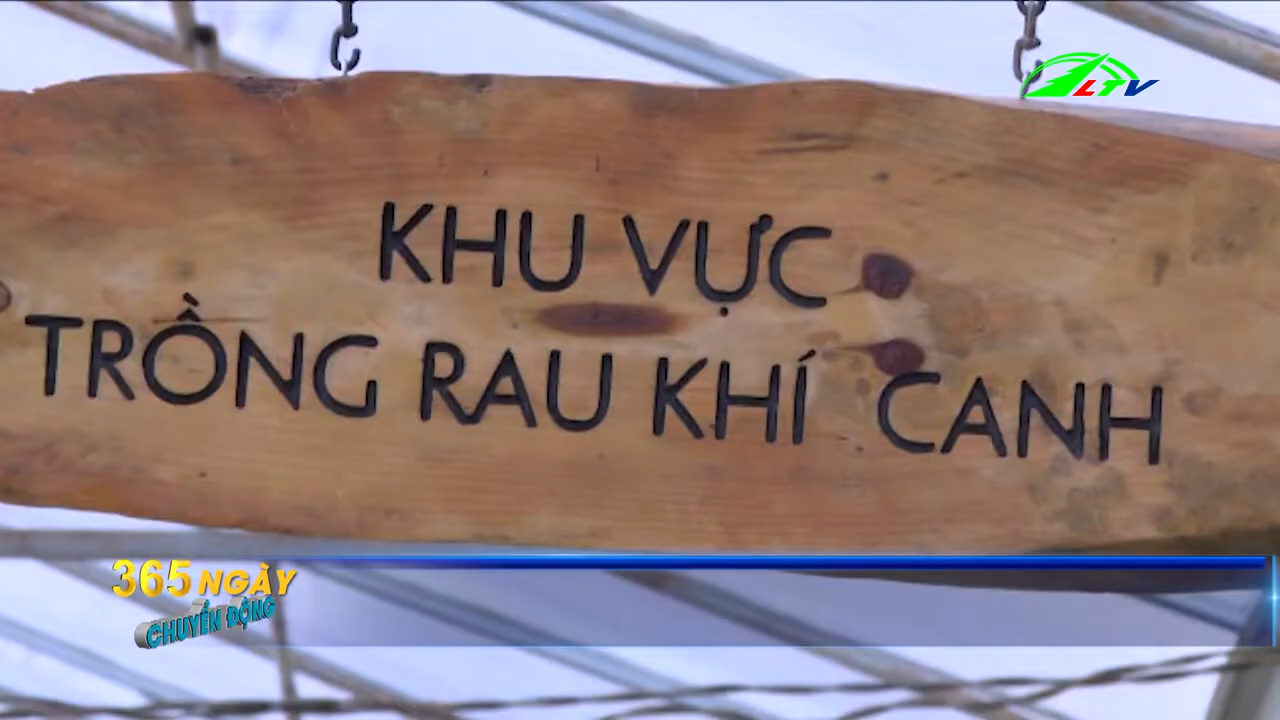 LTV
KHU VỰC
TRỒNG RAU KHÍ CANH
365 NGÀY
CHUYỂN ĐỘNG